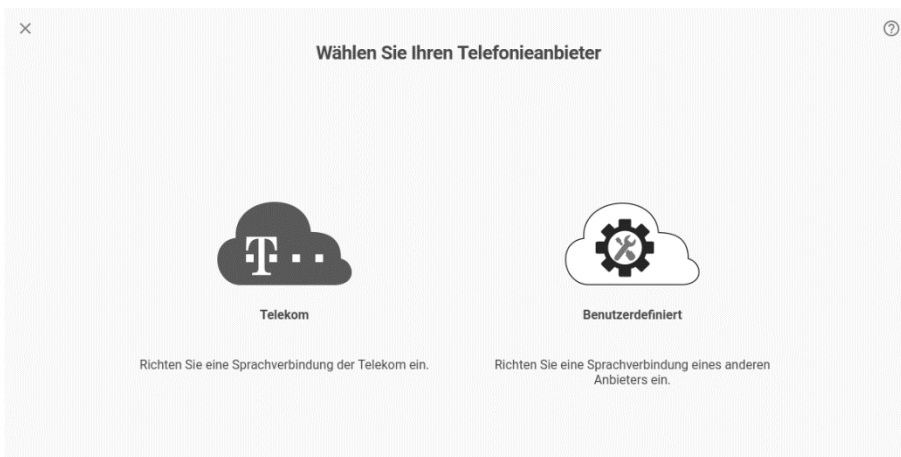 Wählen Sie Ihren Telefonieanbieter
T
Telekom
Benutzerdefiniert
Richten Sie eine Sprachverbindung der Telekom ein.
Richten Sie eine Sprachverbindung eines anderen
Anbieters ein.